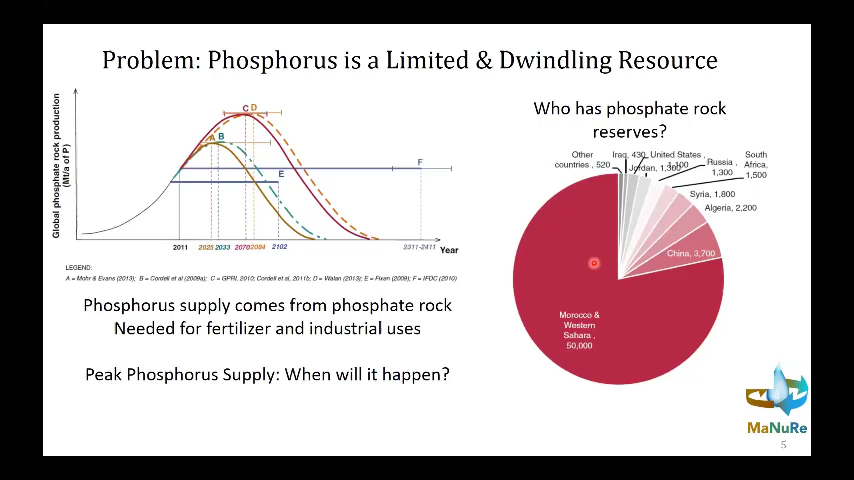 Problem: Phosphorus is a Limited & Dwindling Resource
Global phosphate rock production
(Mt/a of P)
C D
A B
F
E
2011 2025 2033 2070 2084 2102 2311-2411 Year
LEGEND:
A = Mohr & Evans (2013); B = Cordell et al (2009a); C = GPRI, 2010; Cordell et al, 2011b; D = Walan (2013); E = Fixen (2009); F = IFDC (2010)
Phosphorus supply comes from phosphate rock
Needed for fertilizer and industrial uses
Peak Phosphorus Supply: When will it happen?
Who has phosphate rock
reserves?
Other
countries , 520
Iraq, 430
Jordan, 1,300
United States ,
1,100
Russia ,
1,300
South
Africa,
1,500
Syria, 1,800
Algeria, 2,200
China, 3,700
Morocco &
Western
Sahara ,
50,000
MaNuRe
5